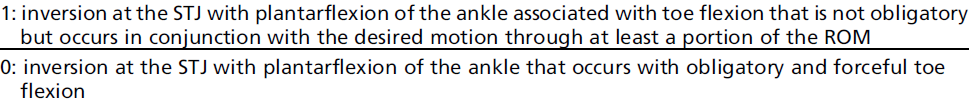 1: inversion at the STJ with plantarflexion of the ankle associated with toe flexion that is not obligatory
but occurs in conjunction with the desired motion through at least a portion of the ROM
0: inversion at the STJ with plantarflexion of the ankle that occurs with obligatory and forceful toe
flexion